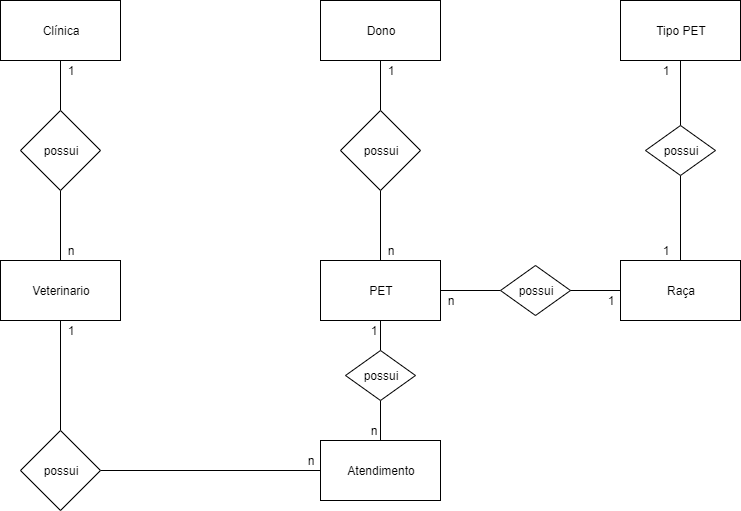 Clínica
Dono
Tipo PET
1
1
1
possui
possui
possui
n
n
1
Veterinario
PET
possui
Raça
n
1
1
1
possui
n
n
possui
Atendimento